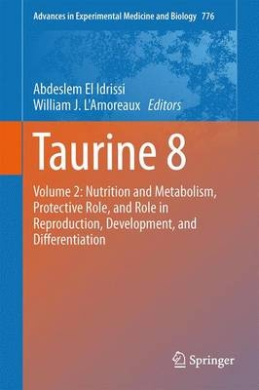 Advances in Experimental Medicine and Biology 776
Abdeslem El Idrissi
William J. L'Amoreaux Editors
Taurine 8
Volume 2: Nutrition and Metabolism,
Protective Role, and Role in
Reproduction, Development, and
Differentiation
Springer